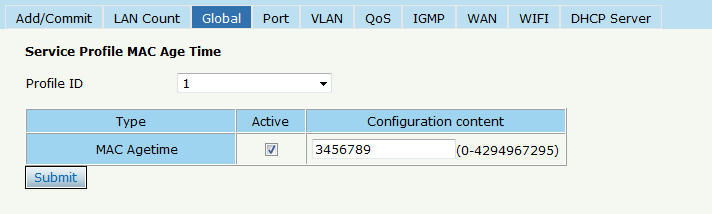 Add/Commit LAN Count Global Port VLAN QoS IGMP WAN WIFI DHCP Server
Service Profile MAC Age Time
Profile ID 1
Type Active Configuration content
MAC Agetime 3456789 (0-4294967295)
Submit